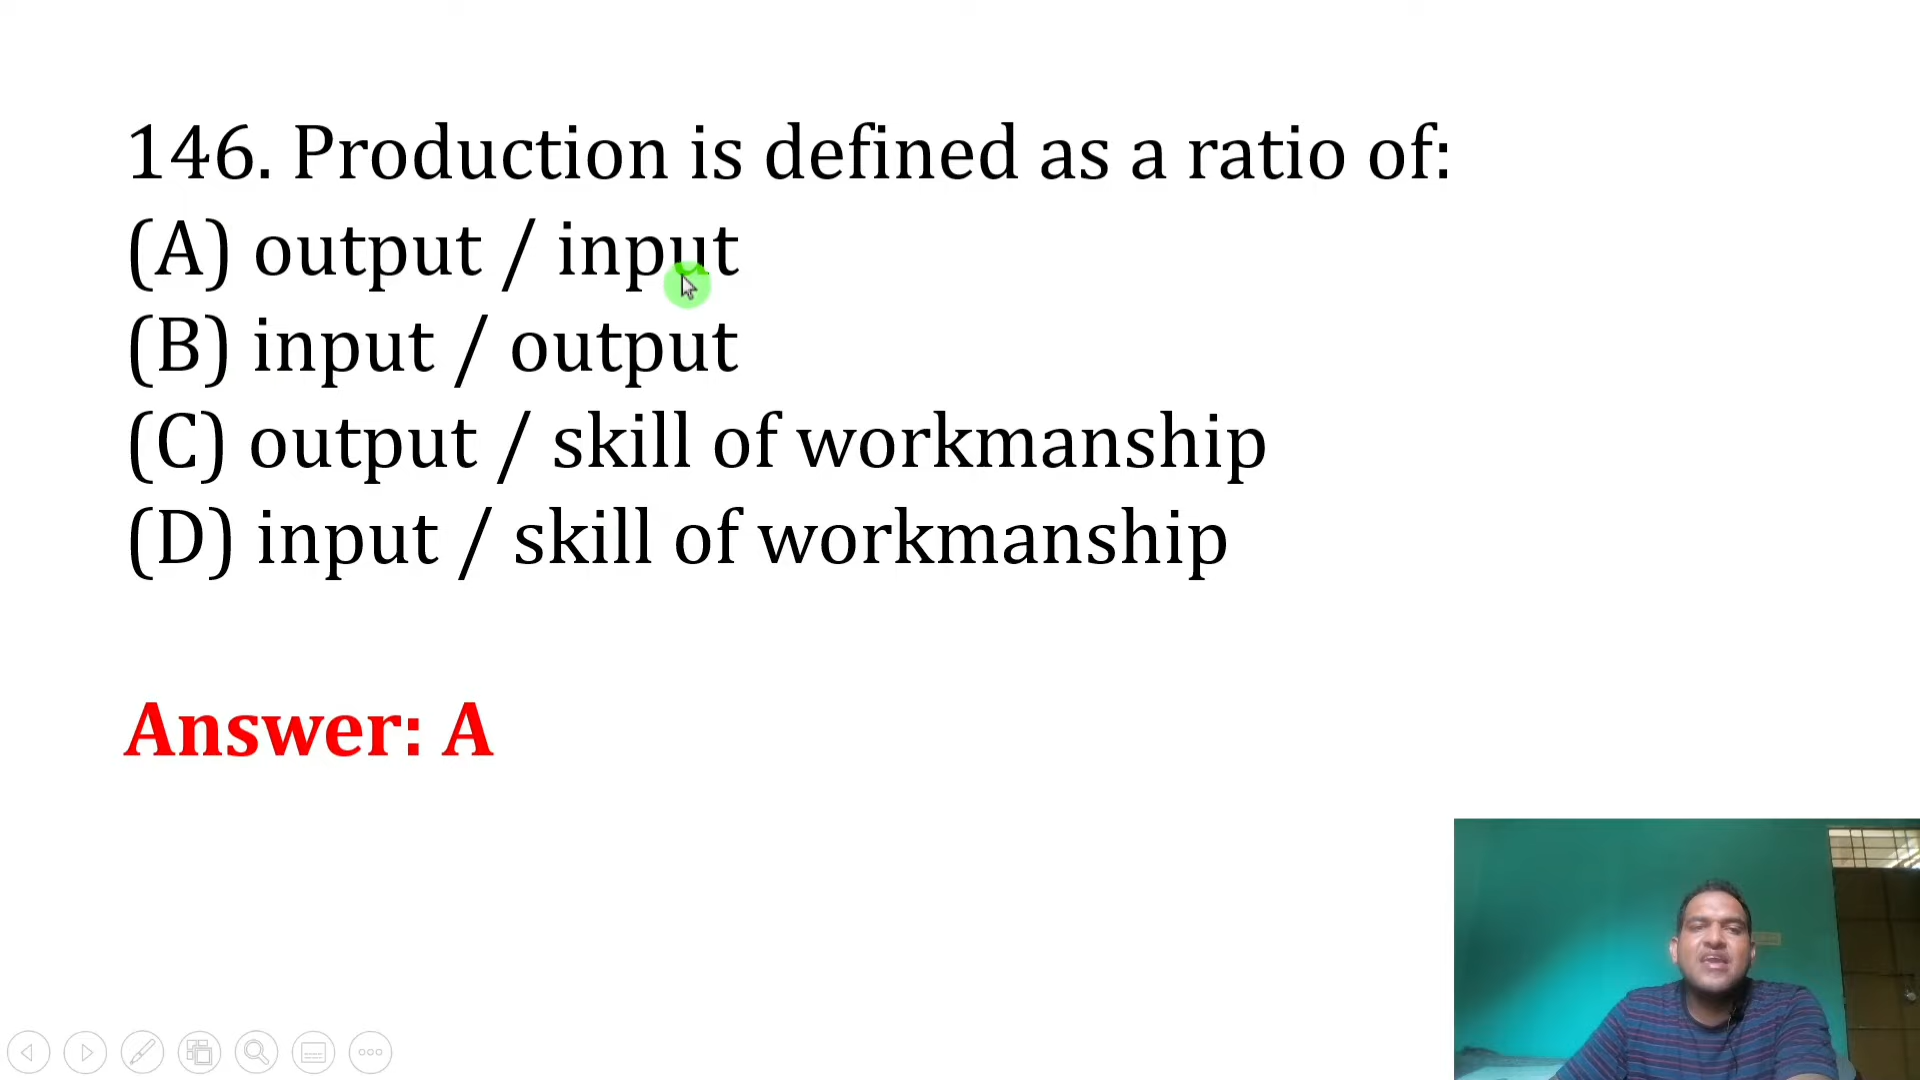 146. Production is defined as a ratio of:
(A) output / input
(B) input / output
(C) output / skill of workmanship
(D) input / skill of workmanship
Answer: A